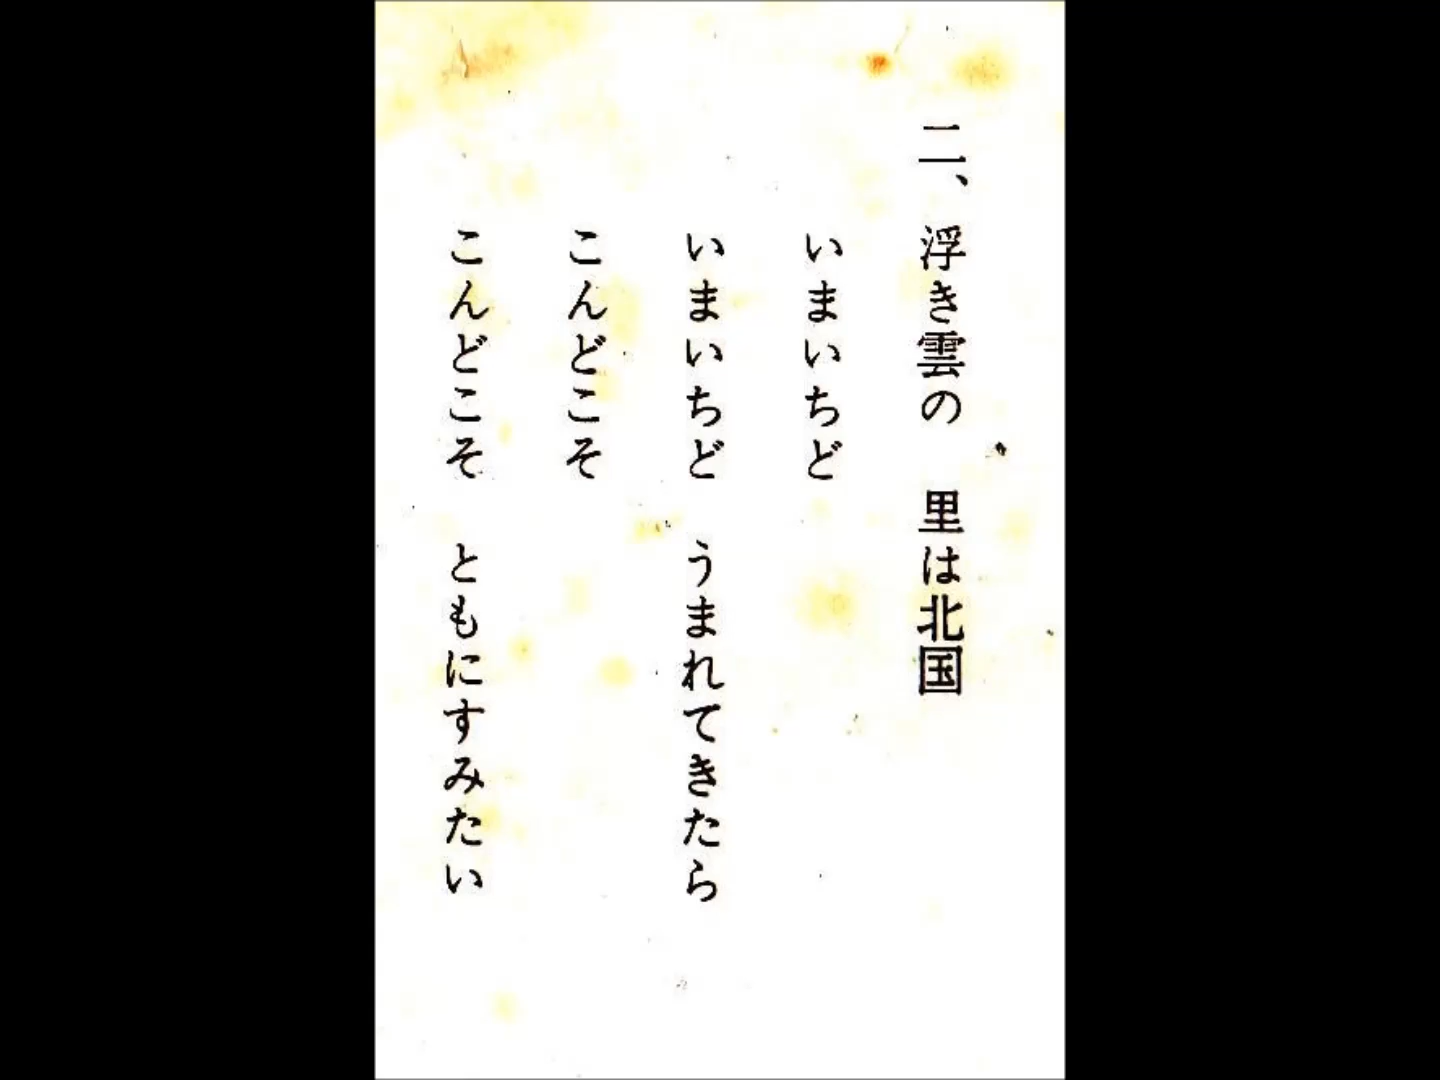 二、浮き雲の　里は北国
いまいちど
いまいちど　うまれてきたら
こんどこそ
こんどこそ　ともにすみたい